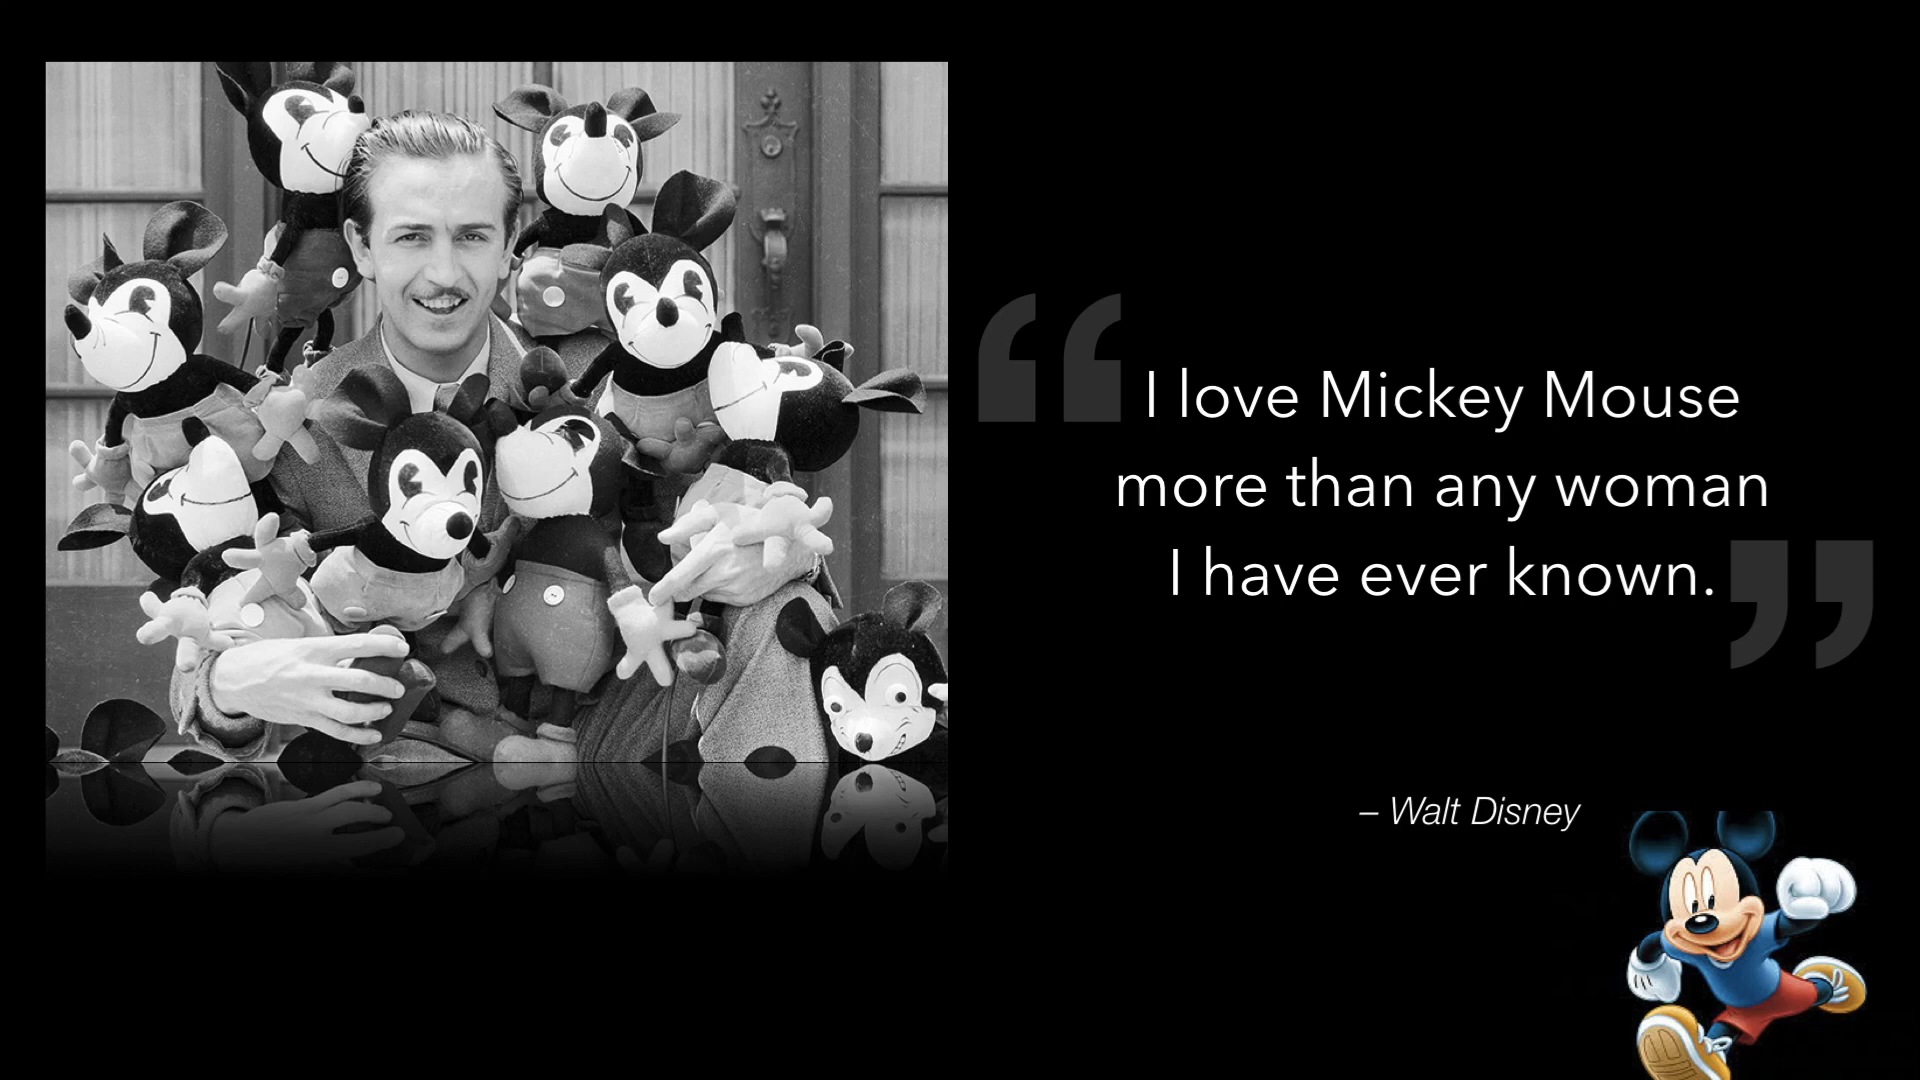 “
I love Mickey Mouse
more than any woman
I have ever known.
”
– Walt Disney